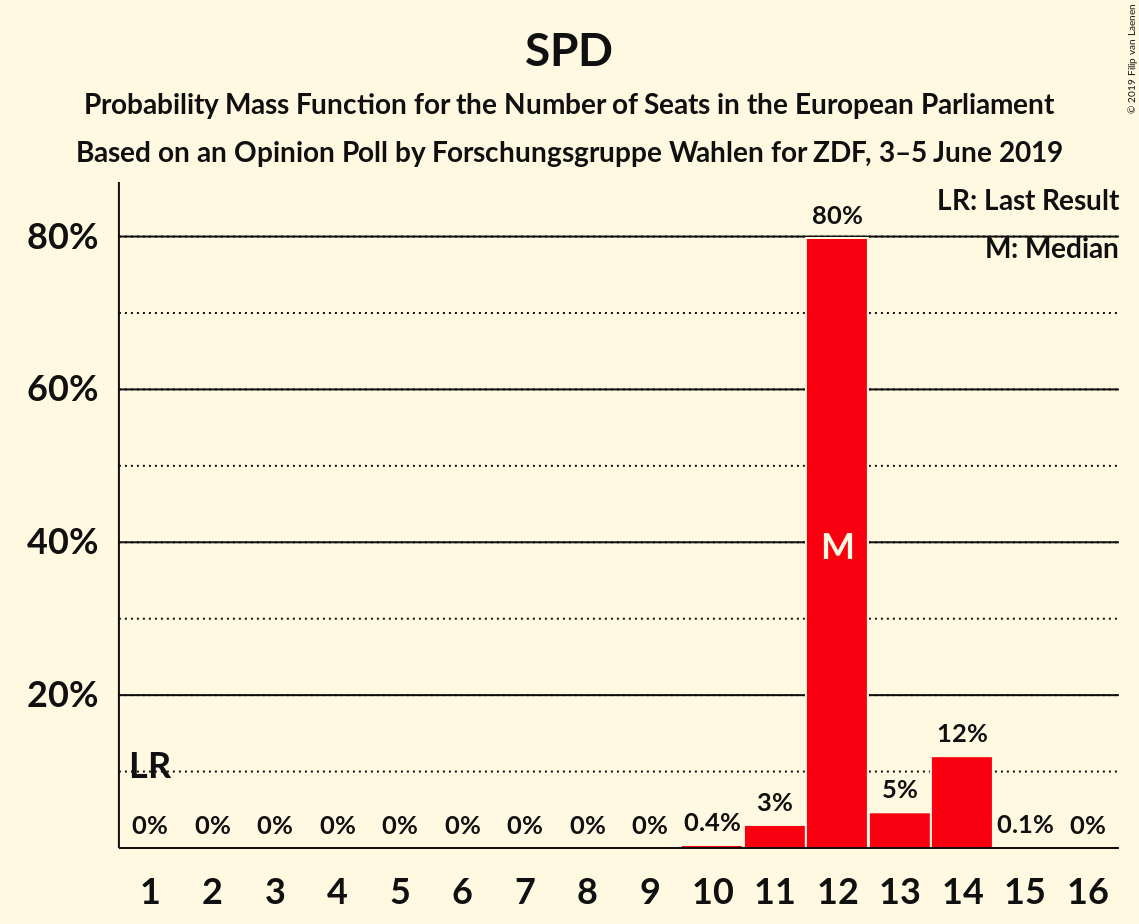 SPD
Probability Mass Function for the Number of Seats in the European Parliament
Based on an Opinion Poll by Forschungsgruppe Wahlen for ZDF, 3–5 June 2019
© 2019 Filip van Laenen
LR: Last Result
M: Median
80%
60%
40%
20%
LR
M
0% 0% 0% 0% 0% 0% 0% 0% 0% 0.4% 3% 80% 5% 12% 0.1% 0%
1 2 3 4 5 6 7 8 9 10 11 12 13 14 15 16